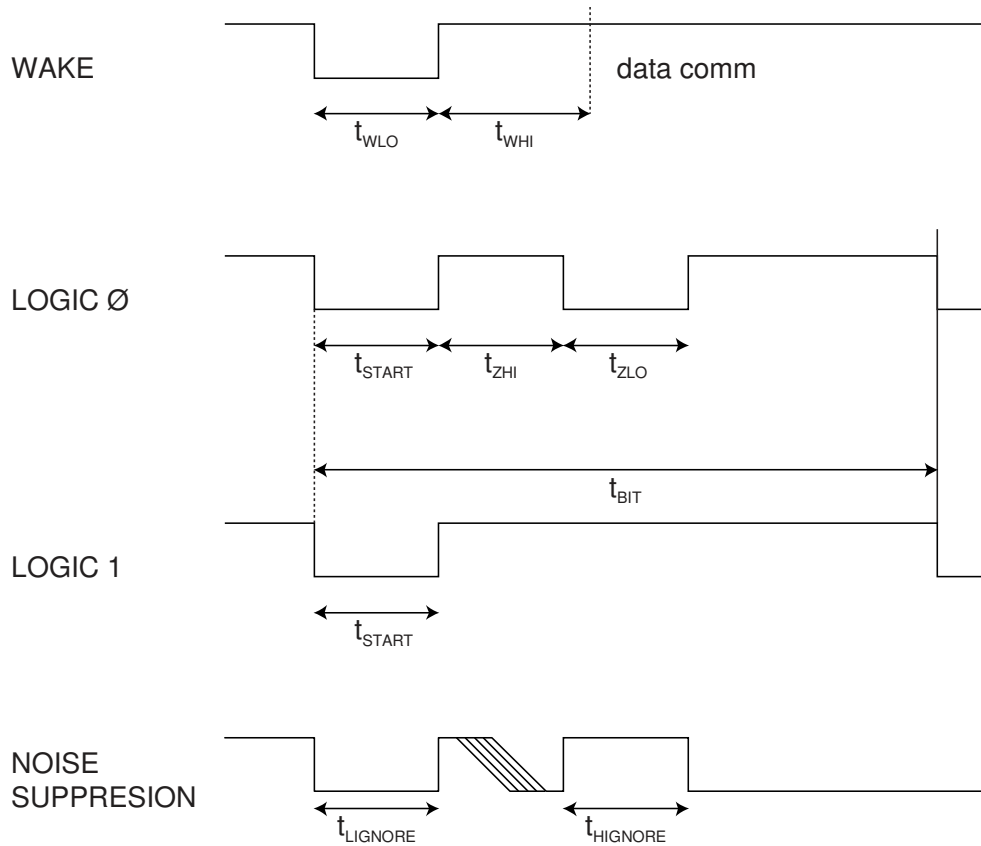 WAKE
data comm
tWLO
tWHI
LOGIC Ø
tSTART
tZHI
tZLO
tBIT
LOGIC 1
tSTART
NOISE
SUPPRESION
tLIGNORE
tHIGNORE